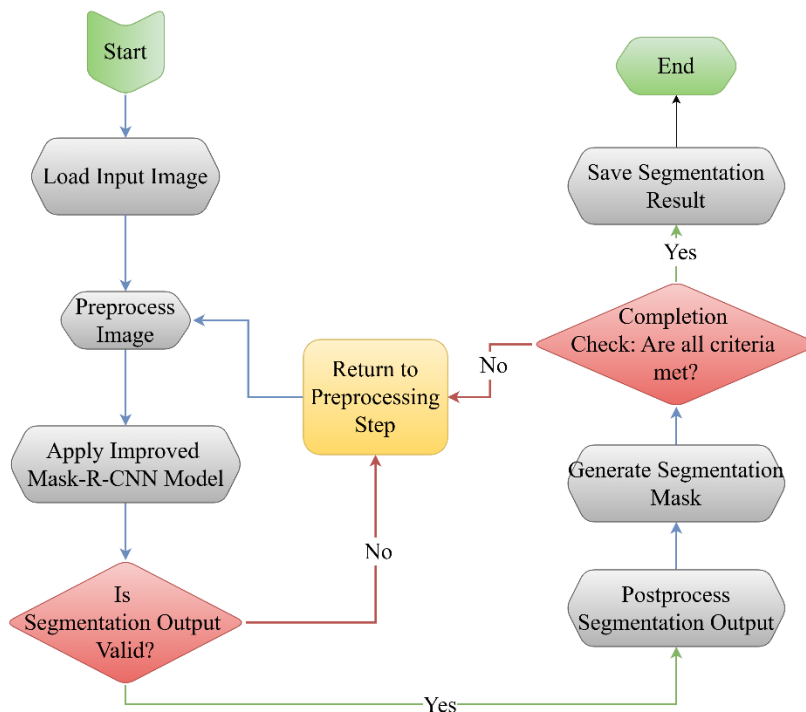 Start
Load Input Image
Preprocess
Image
Apply Improved
Mask-R-CNN Model
Is
Segmentation Output
Valid?
No
Yes
Return to
Preprocessing
Step
Postprocess
Segmentation Output
Generate Segmentation
Mask
Completion
Check: Are all criteria
met?
No
Yes
Save Segmentation
Result
End